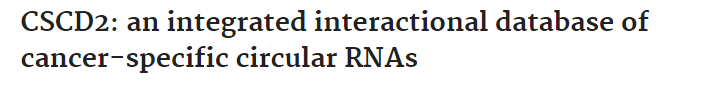 CSCD2: an integrated interactional database of
cancer-specific circular RNAs